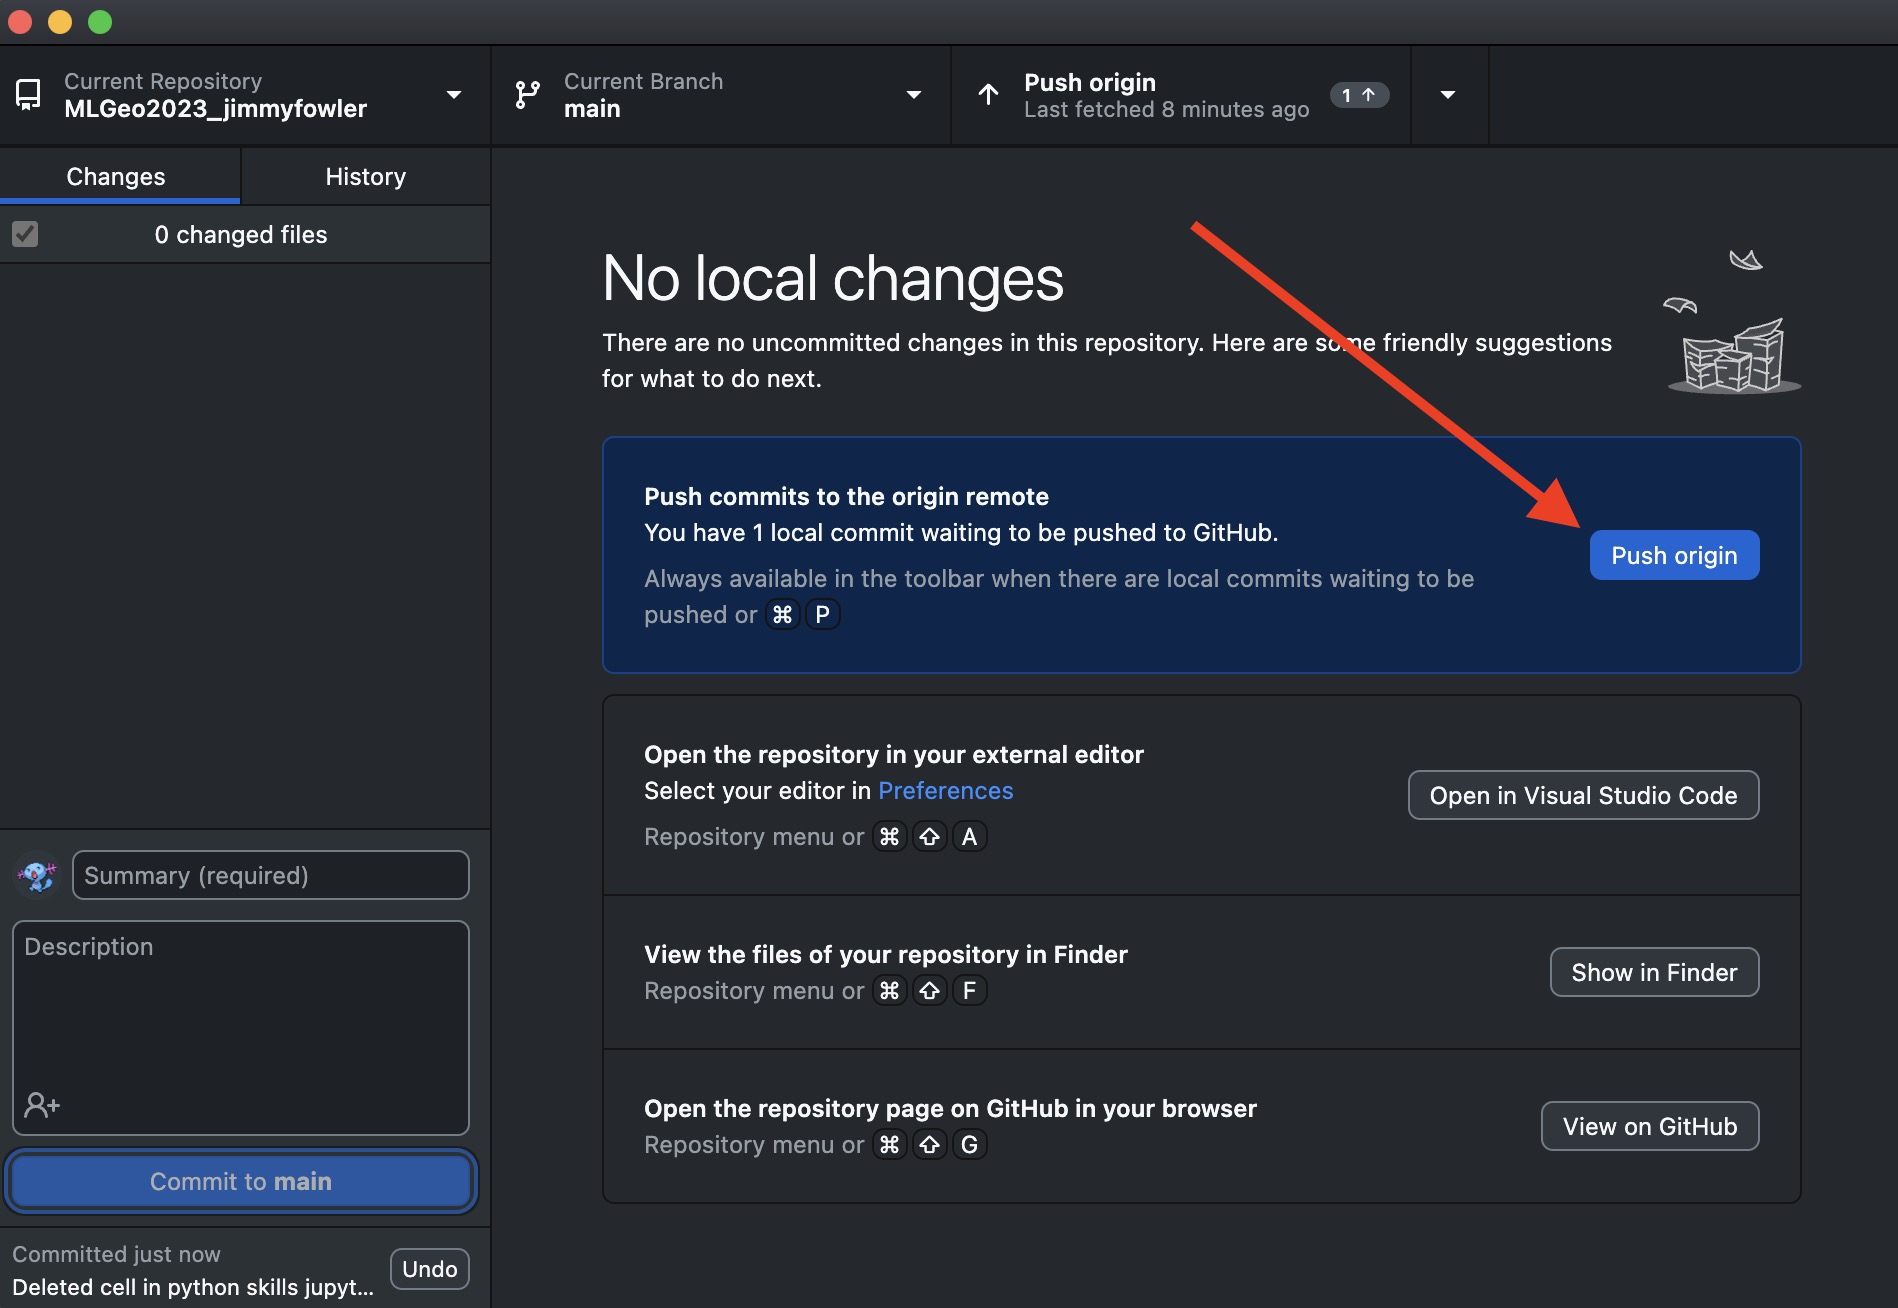 Current Repository
MLGeo2023_jimmyfowler
Current Branch
main
Push origin
Last fetched 8 minutes ago
1 ↑
Changes
History
0 changed files
No local changes
There are no uncommitted changes in this repository. Here are some friendly suggestions
for what to do next.
Push commits to the origin remote
You have 1 local commit waiting to be pushed to GitHub.
Always available in the toolbar when there are local commits waiting to be
pushed or ⌘ P
Push origin
Open the repository in your external editor
Select your editor in Preferences
Repository menu or ⌘ ⇧ A
Open in Visual Studio Code
View the files of your repository in Finder
Repository menu or ⌘ ⇧ F
Show in Finder
Open the repository page on GitHub in your browser
Repository menu or ⌘ ⇧ G
View on GitHub
Summary (required)
Description
Commit to main
Committed just now
Deleted cell in python skills jupyt...
Undo